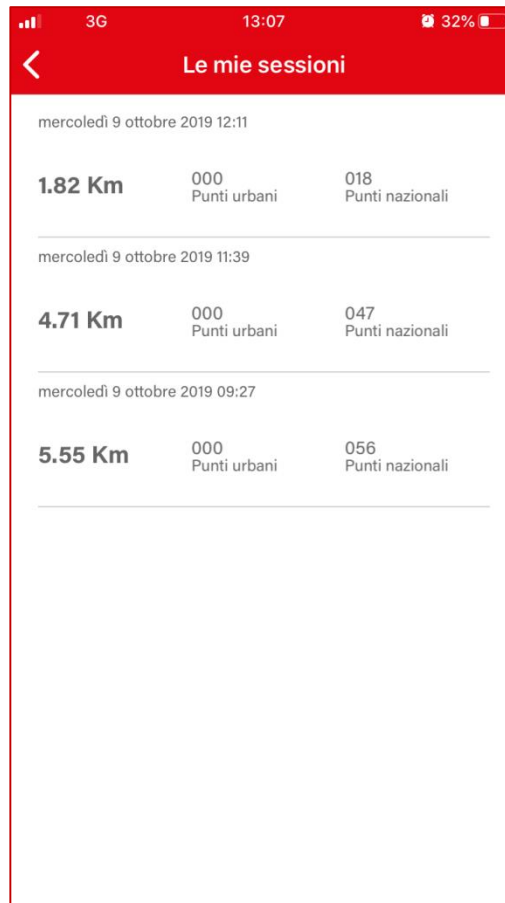 3G 13:07 32%
Le mie sessioni
mercoledì 9 ottobre 2019 12:11
1.82 Km 000 018
Punti urbani Punti nazionali
mercoledì 9 ottobre 2019 11:39
4.71 Km 000 047
Punti urbani Punti nazionali
mercoledì 9 ottobre 2019 09:27
5.55 Km 000 056
Punti urbani Punti nazionali